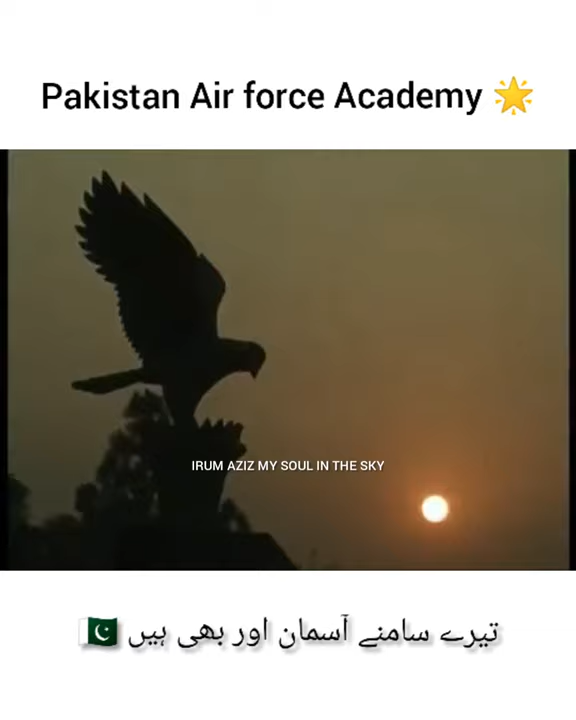 Pakistan Air force Academy 🌟
IRUM AZIZ MY SOUL IN THE SKY
تیرے سامنے آسمان اور بھی ہیں 🇵🇰